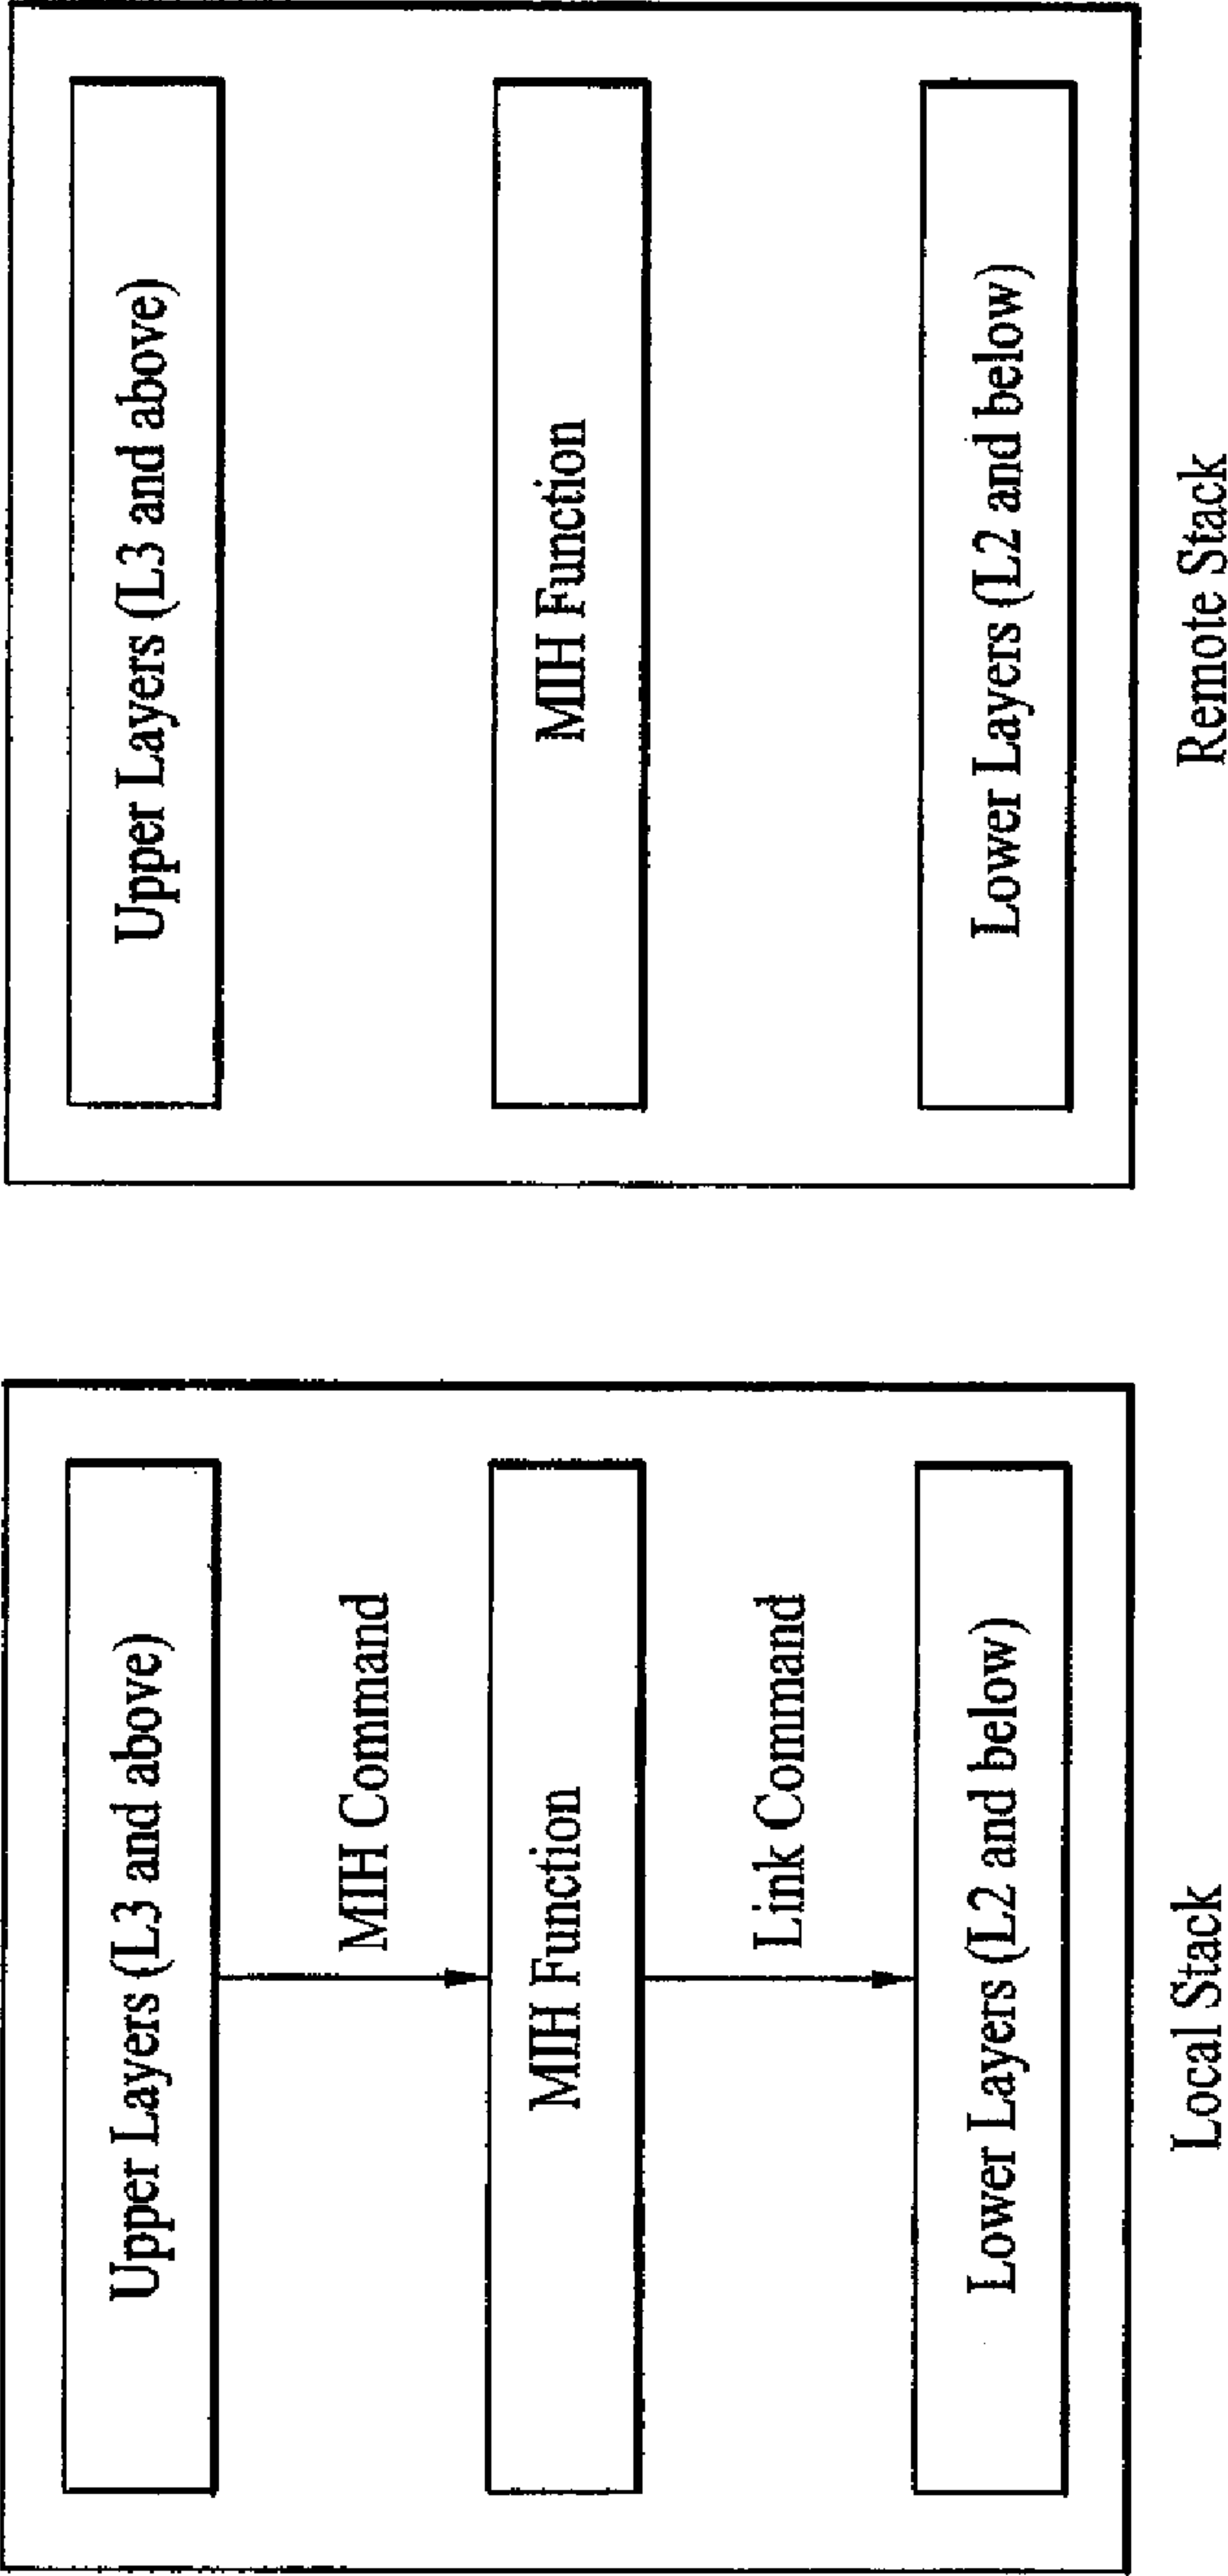 Upper Layers (L3 and above)
MIH Command
MIH Function
Link Command
Lower Layers (L2 and below)
Local Stack
Upper Layers (L3 and above)
MIH Function
Lower Layers (L2 and below)
Remote Stack